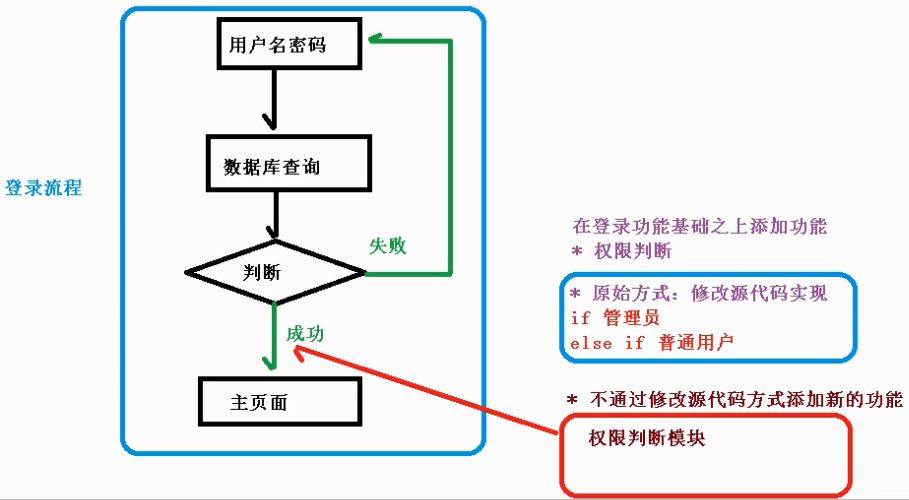 用户名密码
数据库查询
登录流程
判断
失败
成功
主页面
在登录功能基础之上添加功能
* 权限判断
* 原始方式：修改源代码实现
if 管理员
else if 普通用户
* 不通过修改源代码方式添加新的功能
权限判断模块